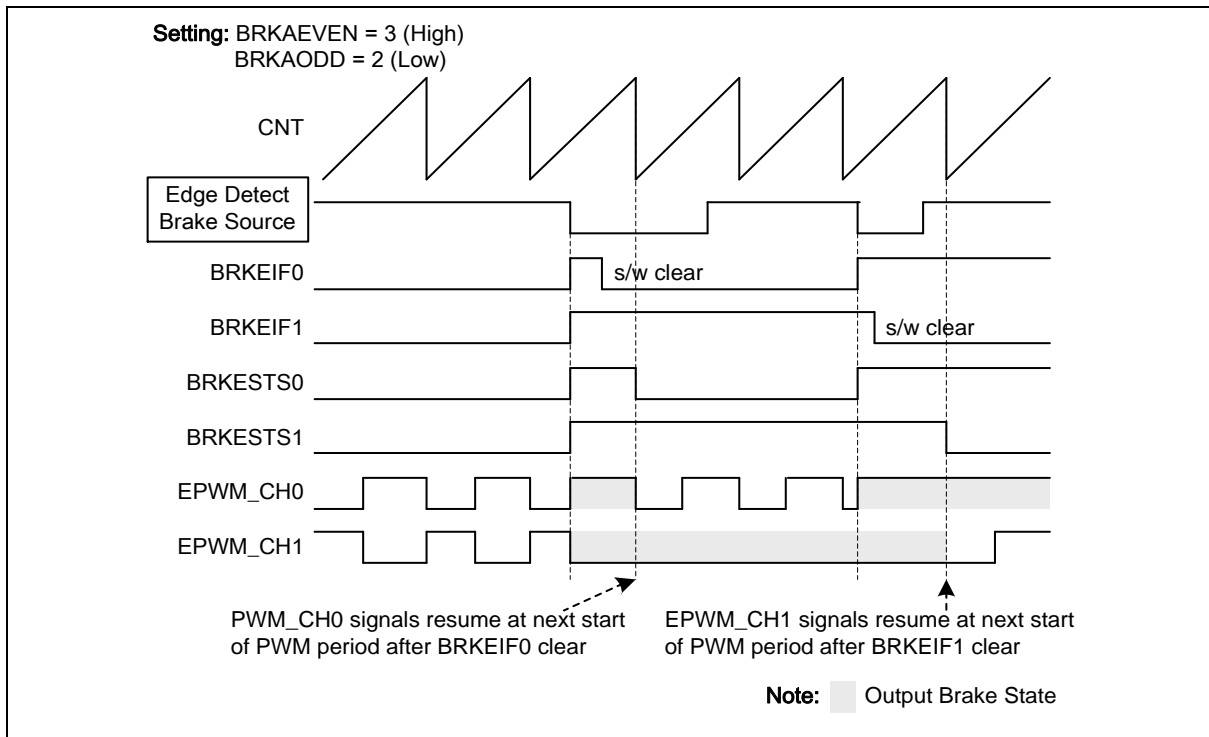 Setting: BRKAEVEN = 3 (High)
BRKAODD = 2 (Low)
CNT
Edge Detect
Brake Source
BRKEIF0
s/w clear
BRKEIF1
s/w clear
BRKESTS0
BRKESTS1
EPWM_CH0
EPWM_CH1
PWM_CH0 signals resume at next start
of PWM period after BRKEIF0 clear
EPWM_CH1 signals resume at next start
of PWM period after BRKEIF1 clear
Note: Output Brake State